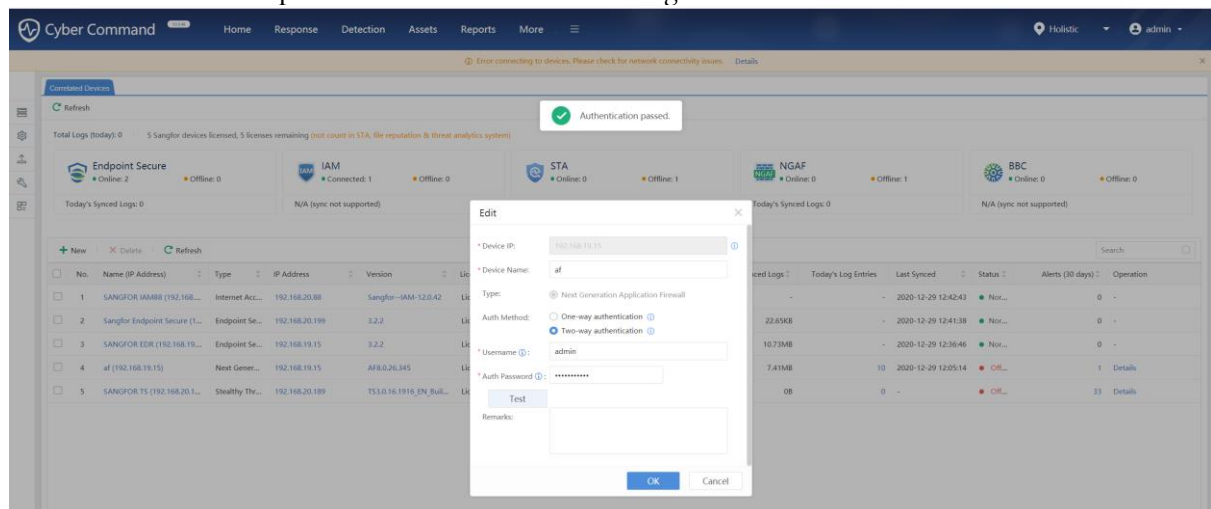 Cyber Command Home Response Detection Assets Reports More Holistic admin
Error connecting to devices. Please check for network connectivity issues. Details
Correlated Devices
Refresh
Authentication passed.
Total Logs (today): 0 5 Sangfor devices licensed, 5 licenses remaining (not count in STA, file reputation & threat analytics system)
Endpoint Secure IAM STA NGAF BBC
Online: 2 Offline: 0 Connected: 1 Offline: 0 Online: 0 Offline: 1 Online: 0 Offline: 1 Online: 0 Offline: 0
Today's Synced Logs: 0 N/A (sync not supported) Today's Synced Logs: 0 N/A (sync not supported)
Edit
* Device IP: 192.168.19.15
* Device Name: af
Type: Next Generation Application Firewall
Auth Method: One-way authentication
Two-way authentication
* Username : admin
* Auth Password : •••••••••••
Test
Remarks:
OK Cancel
New Delete Refresh Search
No. Name (IP Address) Type IP Address Version Today's Log Entries Last Synced Status Alerts (30 days) Operation
1 SANGFOR IAM88 (192.168.... Internet Acc... 192.168.20.88 Sangfor--IAM-12.0.42 - - 2020-12-29 12:42:43 Nor... 0 -
2 Sangfor Endpoint Secure (1... Endpoint Se... 192.168.20.199 3.2.2 22.65KB - 2020-12-29 12:41:38 Nor... 0 -
3 SANGFOR EDR (192.168.19.... Endpoint Se... 192.168.19.15 3.2.2 10.73MB - 2020-12-29 12:36:46 Nor... 0 -
4 af (192.168.19.15) Next Gener... 192.168.19.15 AF8.0.26.345 7.41MB 10 2020-12-29 12:05:14 Off... 1 Details
5 SANGFOR TS (192.168.20.1... Stealthy Thr... 192.168.20.189 TS3.0.16.1916_EN_Buil... 0B 0 - Off... 33 Details